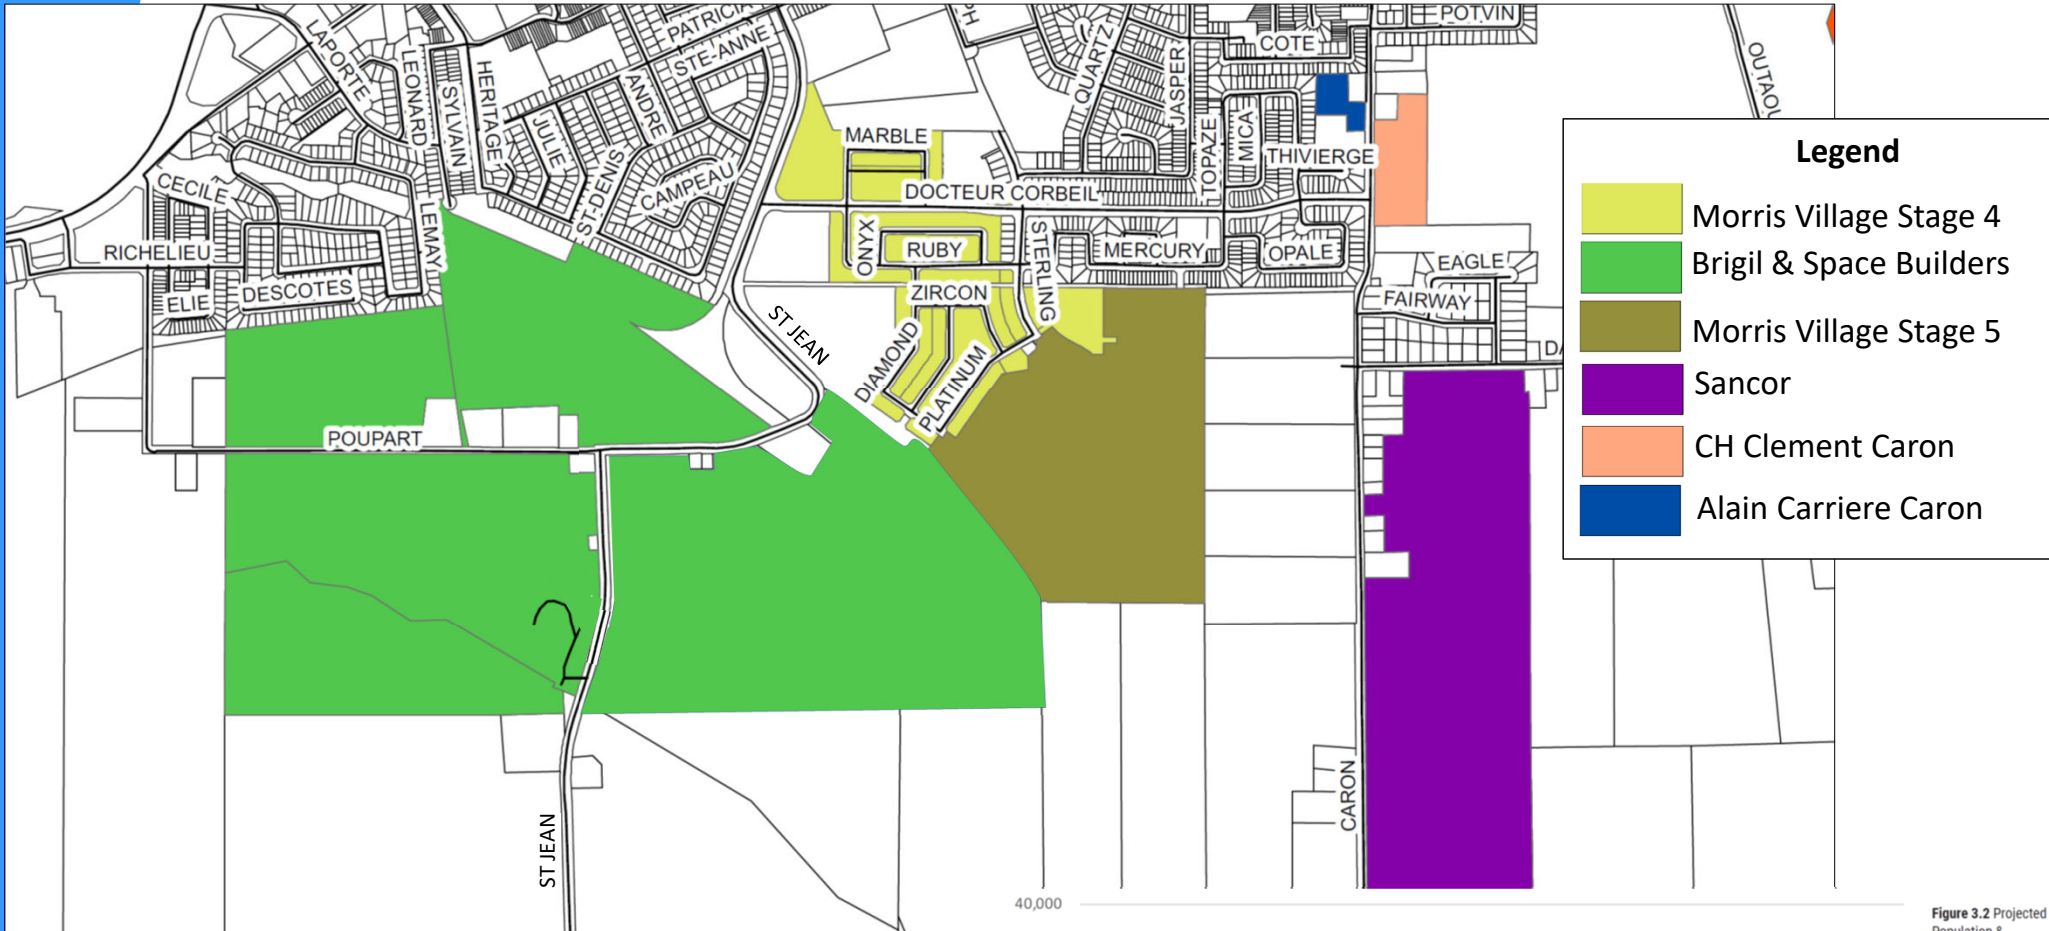 PATRICIA
STE-ANNE
LAPORTE
LEONARD
SYLVAIN
HERITAGE
ANDRE
JULIE
ST-DENIS
CAMPEAU
CECILE
LEMAY
RICHELIEU
ELIE
DESCOTES
PH
QUARTZ
JASPER
COTE
POTVIN
TOPAZE
MICA
THIVIERGE
MARBLE
DOCTEUR CORBEIL
ONYX
RUBY
STERLING
MERCURY
OPALE
EAGLE
FAIRWAY
ZIRCON
DIAMOND
PLATINUM
ST JEAN
POUPART
ST JEAN
CARON
Legend
Morris Village Stage 4
Brigil & Space Builders
Morris Village Stage 5
Sancor
CH Clement Caron
Alain Carriere Caron
40,000
Figure 3.2 Projected